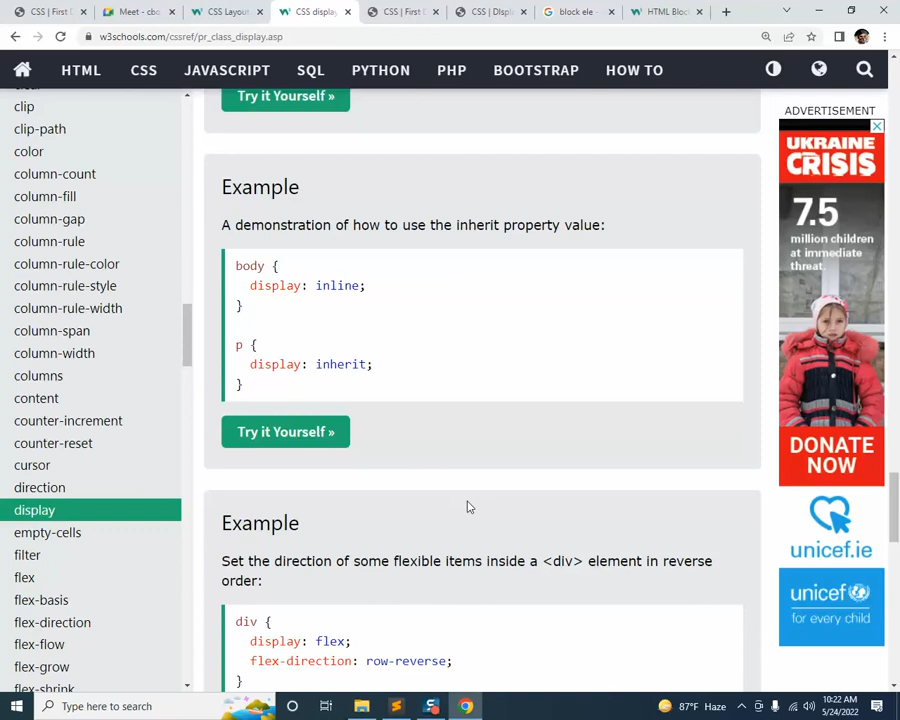 CSS | First D
Meet - cbo
CSS Layou
CSS displa
CSS | First D
CSS | Displa
block ele -
HTML Bloc
w3schools.com/cssref/pr_class_display.asp
HTML CSS JAVASCRIPT SQL PYTHON PHP BOOTSTRAP HOW TO
clip
clip-path
color
column-count
column-fill
column-gap
column-rule
column-rule-color
column-rule-style
column-rule-width
column-span
column-width
columns
content
counter-increment
counter-reset
cursor
direction
display
empty-cells
filter
flex
flex-basis
flex-direction
flex-flow
flex-grow
flex-shrink
Try it Yourself »
Example
A demonstration of how to use the inherit property value:
body {
display: inline;
}
p {
display: inherit;
}
Try it Yourself »
Example
Set the direction of some flexible items inside a <div> element in reverse
order:
div {
display: flex;
flex-direction: row-reverse;
}
ADVERTISEMENT
UKRAINE
CRISIS
7.5
million children
at immediate
threat.
DONATE
NOW
unicef.ie
unicef
for every child
Type here to search
87°F Haze
10:22 AM
5/24/2022